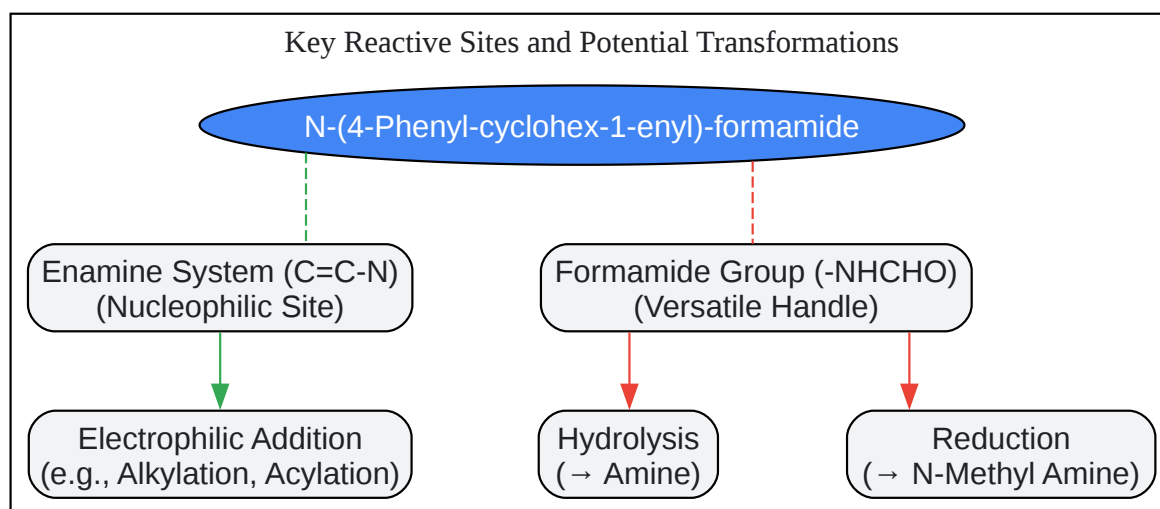 Key Reactive Sites and Potential Transformations
N-(4-Phenyl-cyclohex-1-enyl)-formamide
Enamine System (C=C-N)
(Nucleophilic Site)
Formamide Group (-NHCHO)
(Versatile Handle)
Electrophilic Addition
(e.g., Alkylation, Acylation)
Hydrolysis
(→ Amine)
Reduction
(→ N-Methyl Amine)